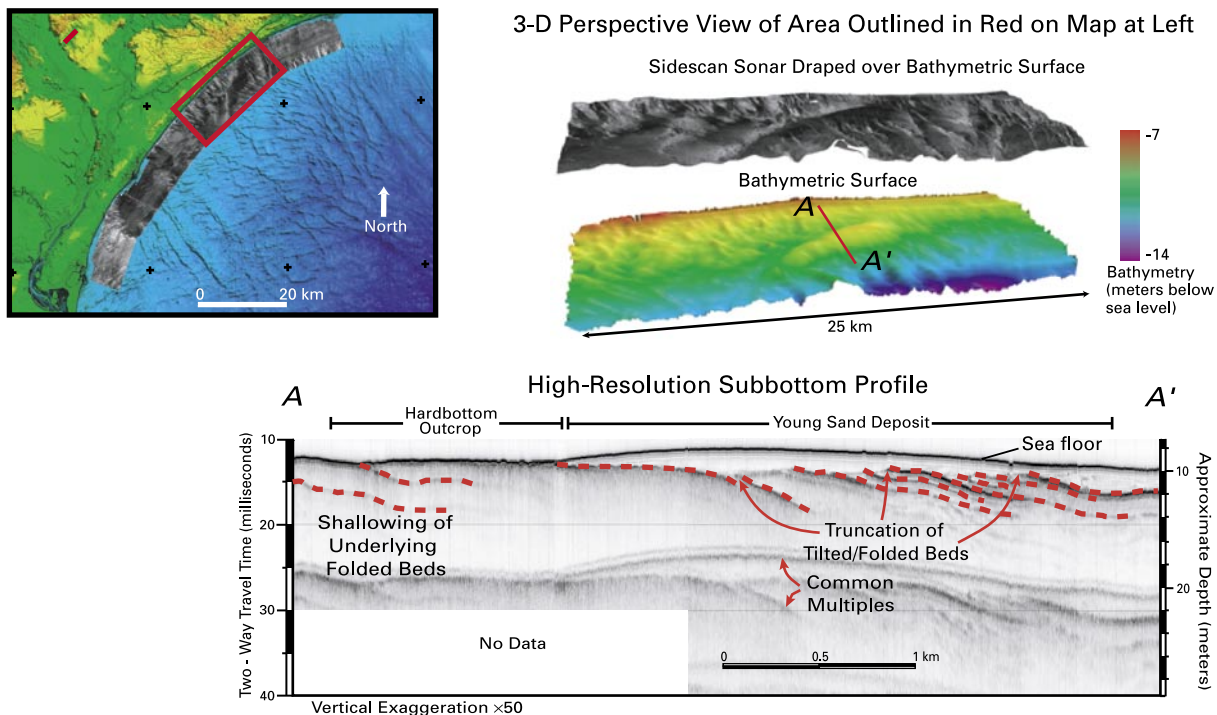 3-D Perspective View of Area Outlined in Red on Map at Left
North
0 20 km
Sidescan Sonar Draped over Bathymetric Surface
Bathymetric Surface
A
A'
25 km
-7
-14
Bathymetry
(meters below
sea level)
High-Resolution Subbottom Profile
A
A'
Hardbottom
Outcrop
Young Sand Deposit
Two - Way Travel Time (milliseconds)
10
20
30
40
Sea floor
Shallowing of
Underlying
Folded Beds
Truncation of
Tilted/Folded Beds
Common
Multiples
No Data
0 0.5 1 km
10
20
Approximate Depth (meters)
Vertical Exaggeration ×50